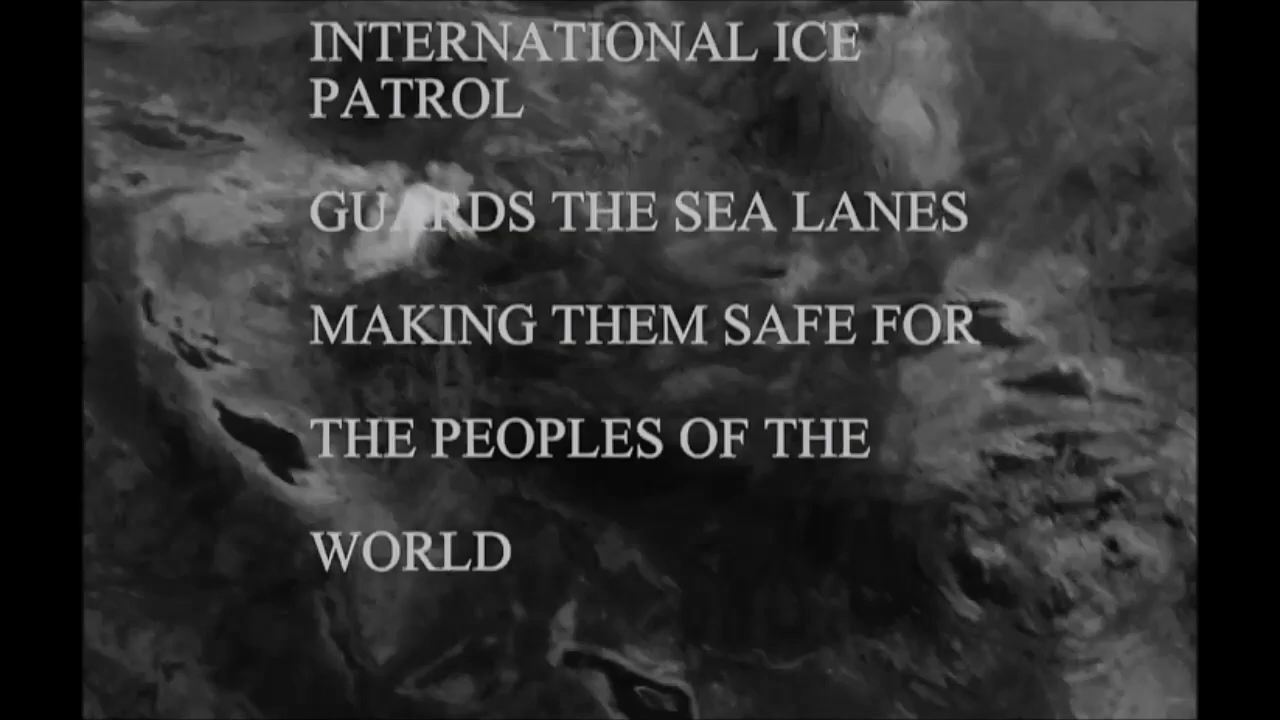 INTERNATIONAL ICE
PATROL
GUARDS THE SEA LANES
MAKING THEM SAFE FOR
THE PEOPLES OF THE
WORLD